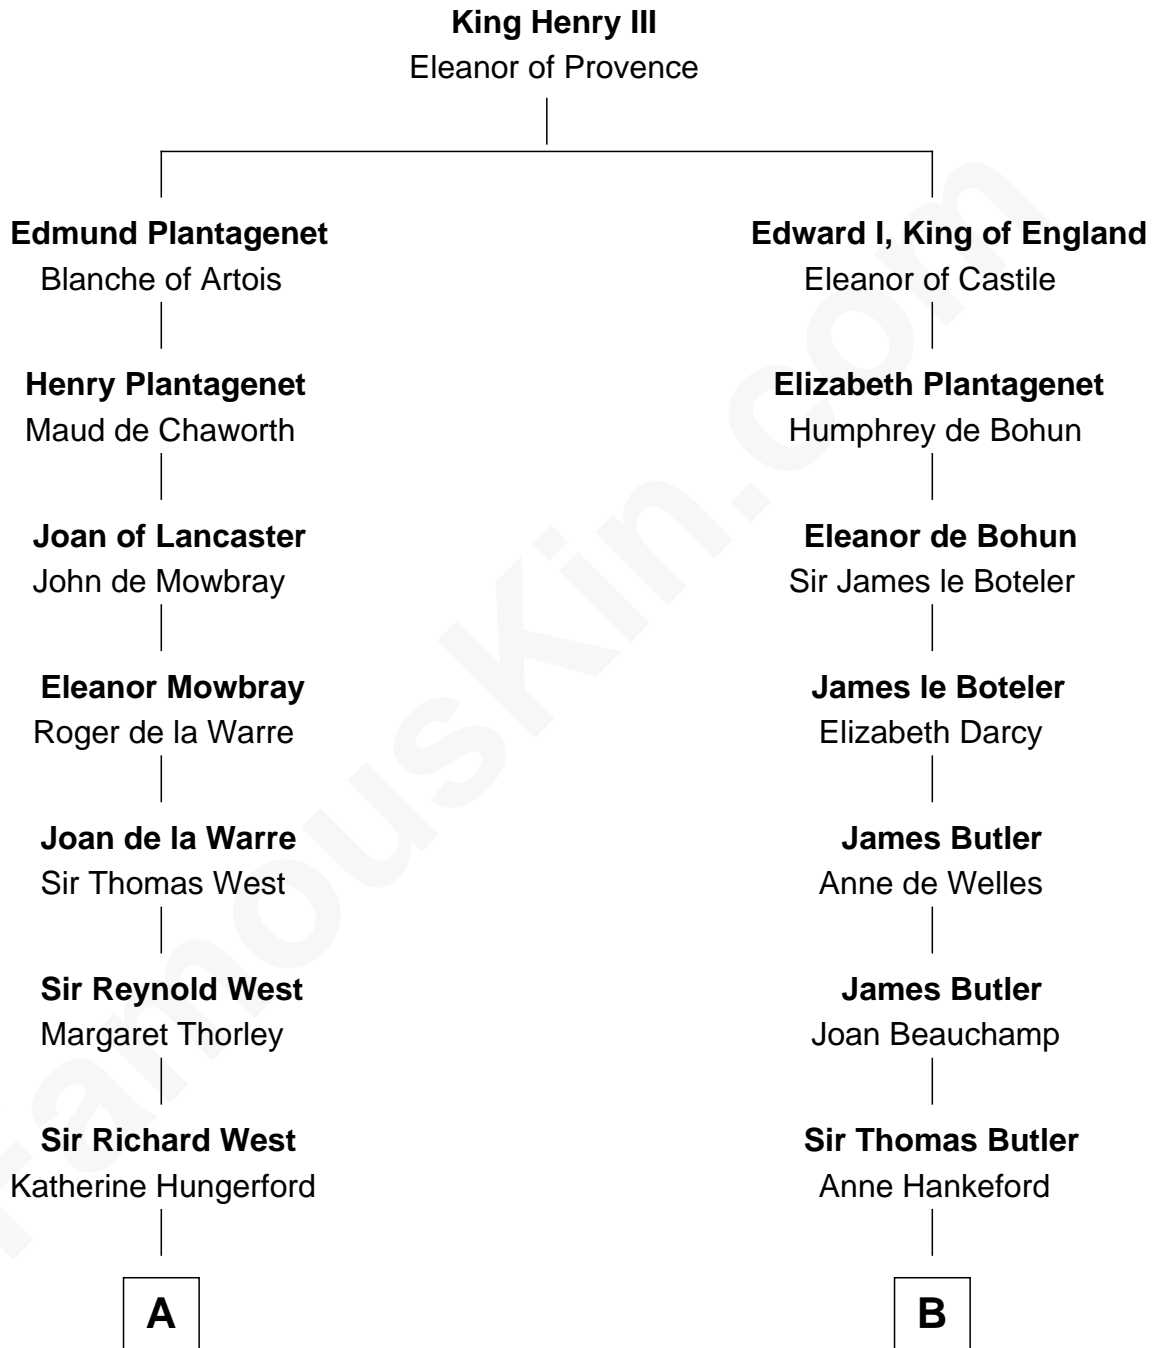 King Henry III
Eleanor of Provence
Edmund Plantagenet
Blanche of Artois
Henry Plantagenet
Maud de Chaworth
Joan of Lancaster
John de Mowbray
Eleanor Mowbray
Roger de la Warre
Joan de la Warre
Sir Thomas West
Sir Reynold West
Margaret Thorley
Sir Richard West
Katherine Hungerford
A
Edward I, King of England
Eleanor of Castile
Elizabeth Plantagenet
Humphrey de Bohun
Eleanor de Bohun
Sir James le Boteler
James le Boteler
Elizabeth Darcy
James Butler
Anne de Welles
James Butler
Joan Beauchamp
Sir Thomas Butler
Anne Hankeford
B
FamousKin.com